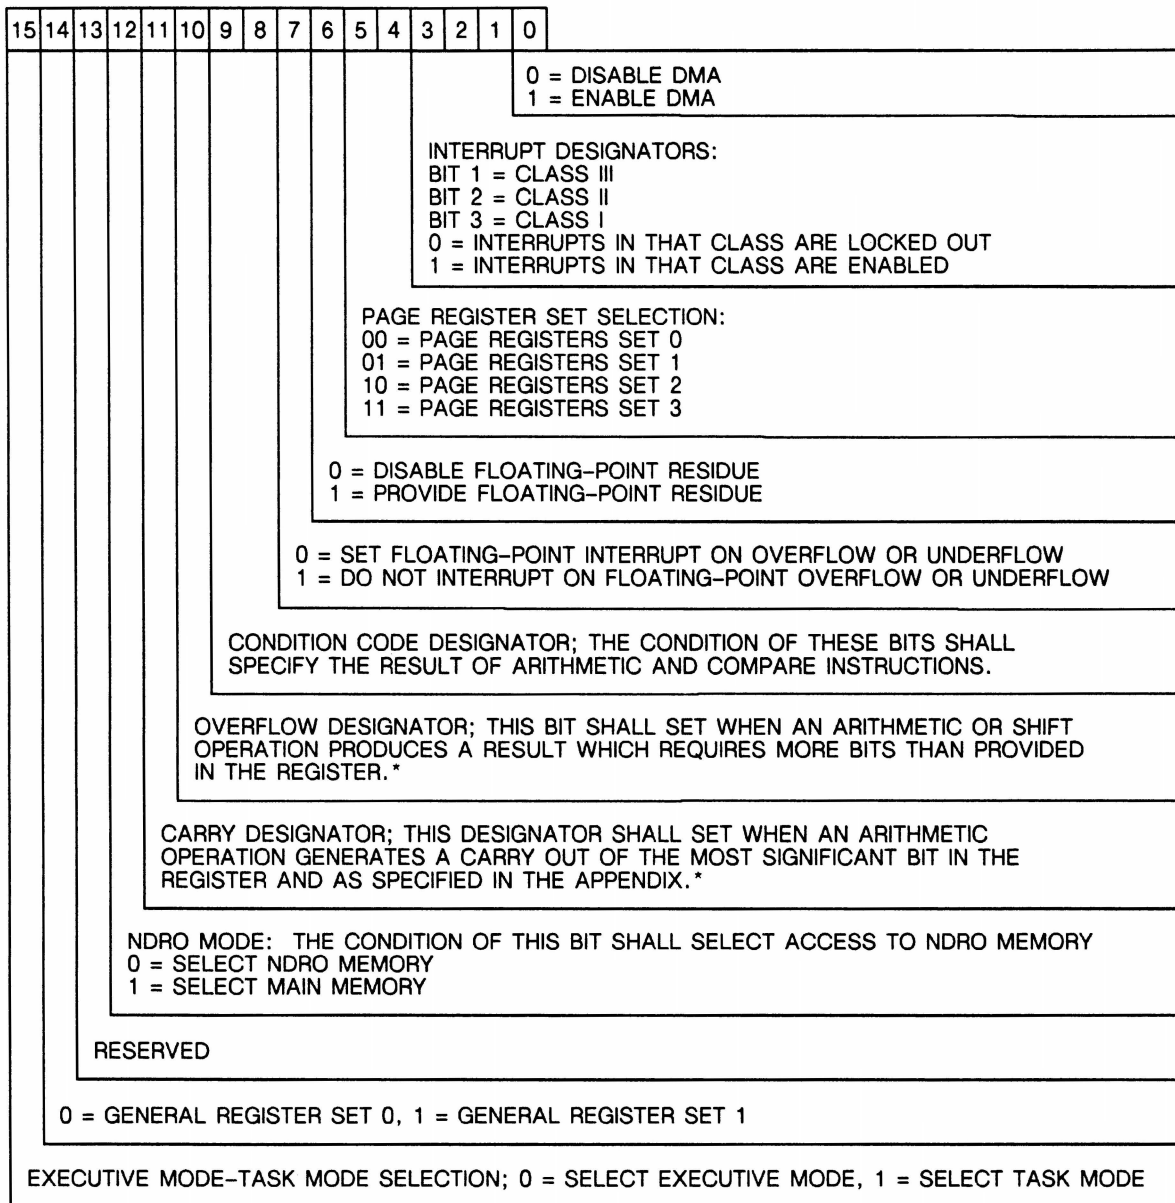 15 14 13 12 11 10 9 8 7 6 5 4 3 2 1 0
0 = DISABLE DMA
1 = ENABLE DMA
INTERRUPT DESIGNATORS:
BIT 1 = CLASS III
BIT 2 = CLASS II
BIT 3 = CLASS I
0 = INTERRUPTS IN THAT CLASS ARE LOCKED OUT
1 = INTERRUPTS IN THAT CLASS ARE ENABLED
PAGE REGISTER SET SELECTION:
00 = PAGE REGISTERS SET 0
01 = PAGE REGISTERS SET 1
10 = PAGE REGISTERS SET 2
11 = PAGE REGISTERS SET 3
0 = DISABLE FLOATING-POINT RESIDUE
1 = PROVIDE FLOATING-POINT RESIDUE
0 = SET FLOATING-POINT INTERRUPT ON OVERFLOW OR UNDERFLOW
1 = DO NOT INTERRUPT ON FLOATING-POINT OVERFLOW OR UNDERFLOW
CONDITION CODE DESIGNATOR; THE CONDITION OF THESE BITS SHALL
SPECIFY THE RESULT OF ARITHMETIC AND COMPARE INSTRUCTIONS.
OVERFLOW DESIGNATOR; THIS BIT SHALL SET WHEN AN ARITHMETIC OR SHIFT
OPERATION PRODUCES A RESULT WHICH REQUIRES MORE BITS THAN PROVIDED
IN THE REGISTER.*
CARRY DESIGNATOR; THIS DESIGNATOR SHALL SET WHEN AN ARITHMETIC
OPERATION GENERATES A CARRY OUT OF THE MOST SIGNIFICANT BIT IN THE
REGISTER AND AS SPECIFIED IN THE APPENDIX.*
NDRO MODE: THE CONDITION OF THIS BIT SHALL SELECT ACCESS TO NDRO MEMORY
0 = SELECT NDRO MEMORY
1 = SELECT MAIN MEMORY
RESERVED
0 = GENERAL REGISTER SET 0, 1 = GENERAL REGISTER SET 1
EXECUTIVE MODE-TASK MODE SELECTION; 0 = SELECT EXECUTIVE MODE, 1 = SELECT TASK MODE